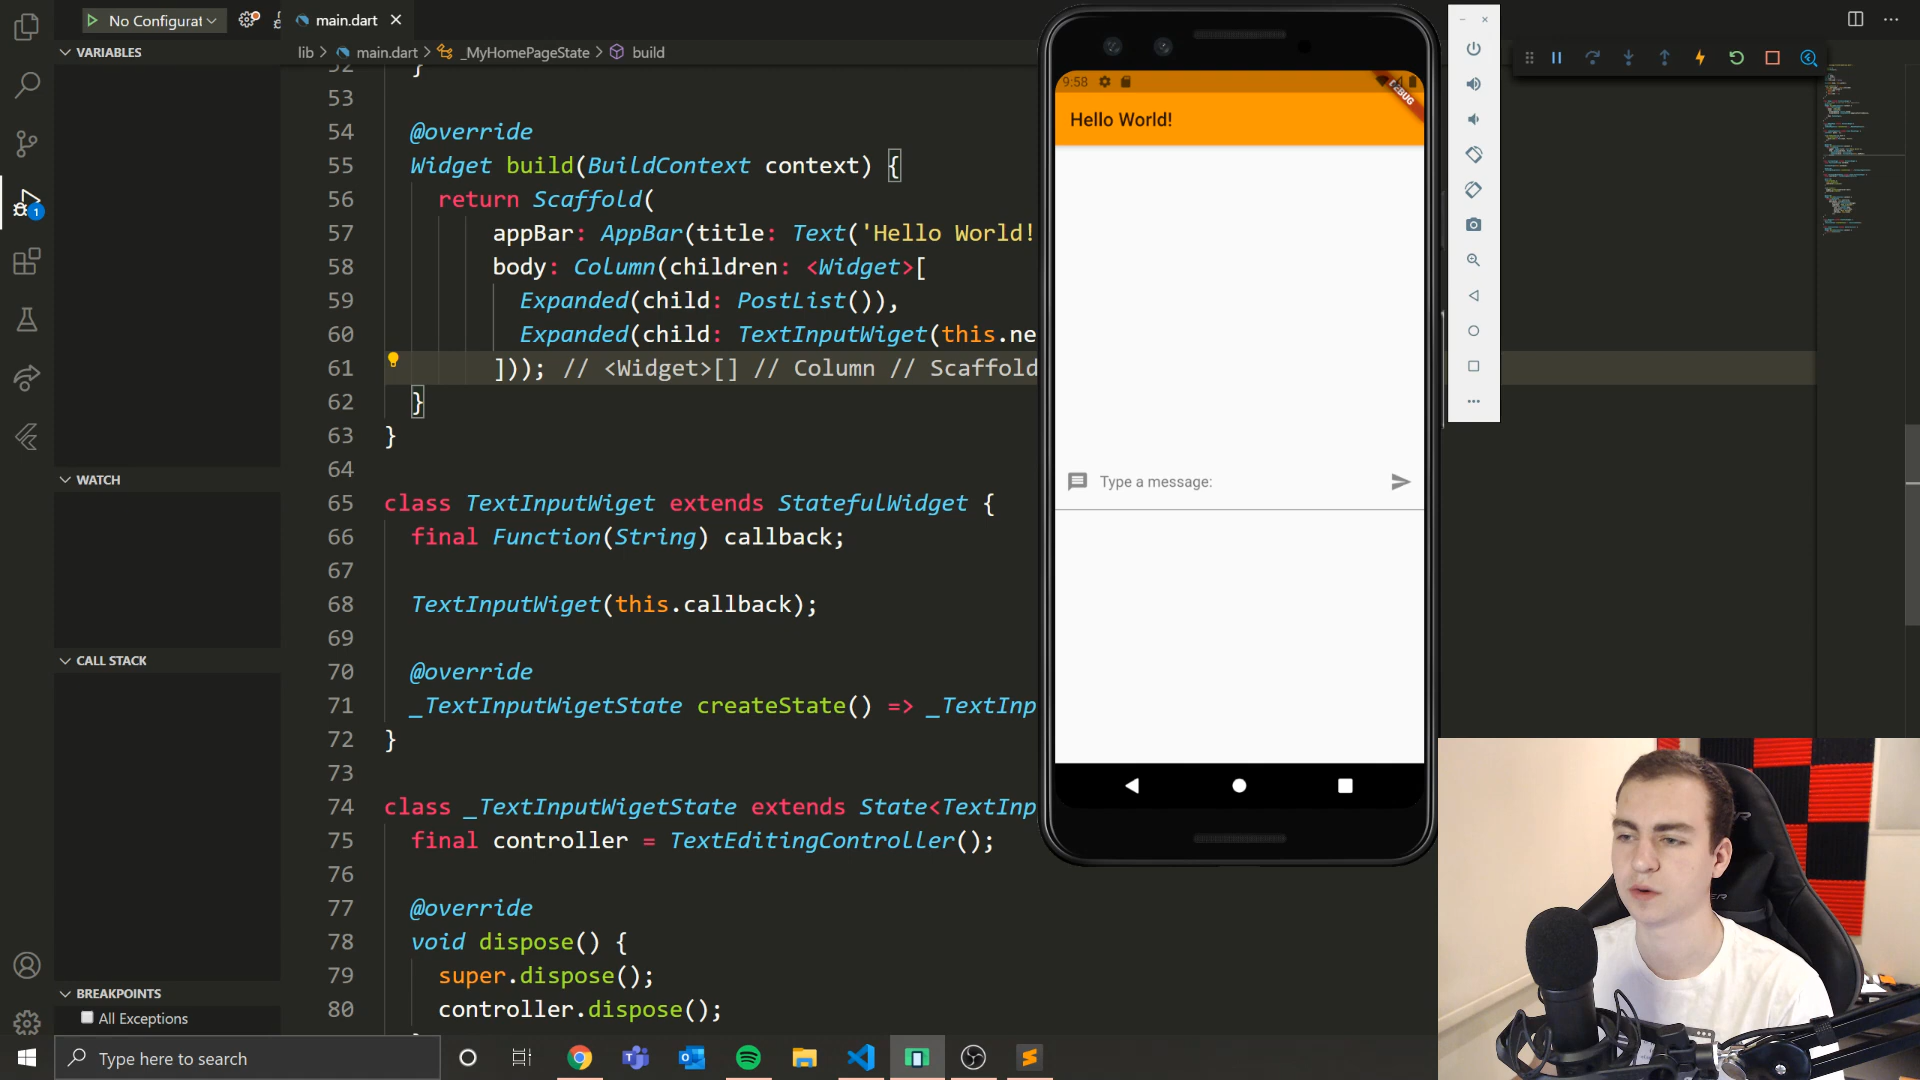 No Configurat
main.dart
VARIABLES
lib > main.dart > _MyHomePageState > build
52 }
53
54 @override
55 Widget build(BuildContext context) {
56 return Scaffold(
57 appBar: AppBar(title: Text('Hello World!
58 body: Column(children: <Widget>[
59 Expanded(child: PostList()),
60 Expanded(child: TextInputWiget(this.ne
61 ])); // <Widget>[] // Column // Scaffold
62 }
63 }
64
65 class TextInputWiget extends StatefulWidget {
66 final Function(String) callback;
67
68 TextInputWiget(this.callback);
69
70 @override
71 _TextInputWigetState createState() => _TextInp
72 }
73
74 class _TextInputWigetState extends State<TextInp
75 final controller = TextEditingController();
76
77 @override
78 void dispose() {
79 super.dispose();
80 controller.dispose();
1
WATCH
CALL STACK
BREAKPOINTS
All Exceptions
9:58
DEBUG
Hello World!
Type a message:
Type here to search